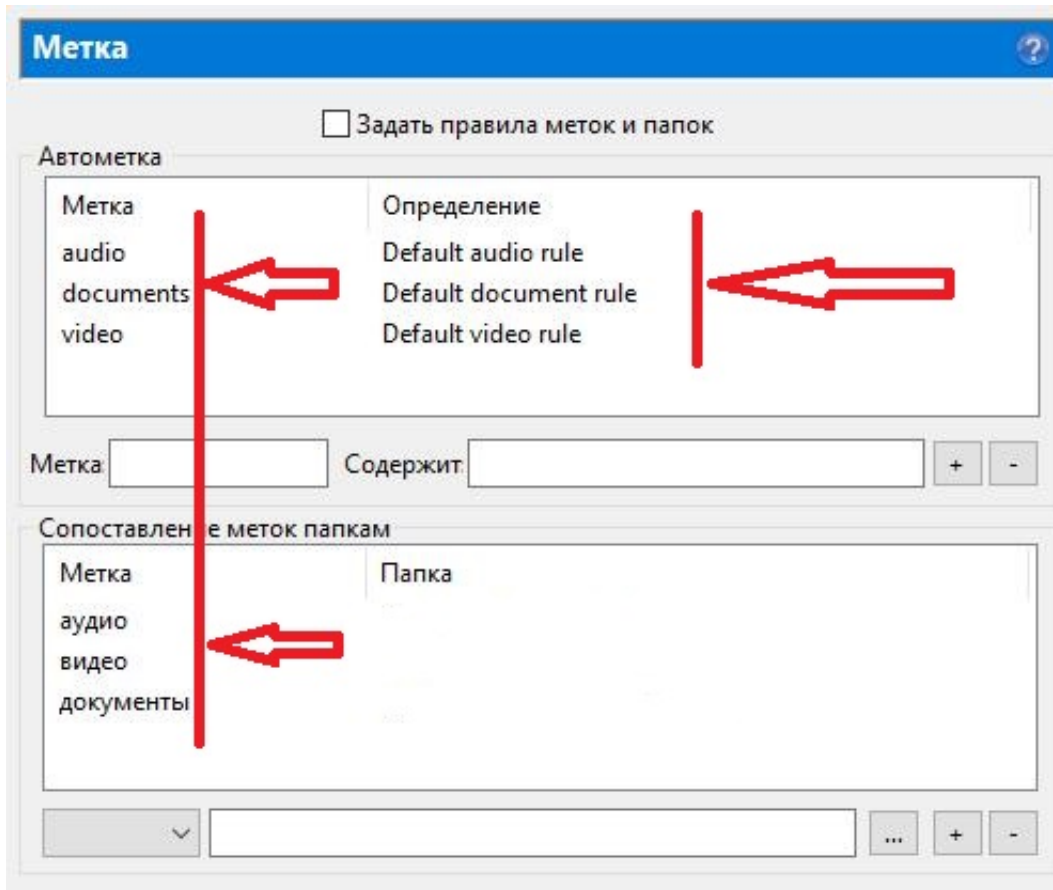 Метка
?
Задать правила меток и папок
Автометка
Метка Определение
audio Default audio rule
documents Default document rule
video Default video rule
Метка: Содержит: + -
Сопоставление меток папкам
Метка Папка
аудио
видео
документы
... + -